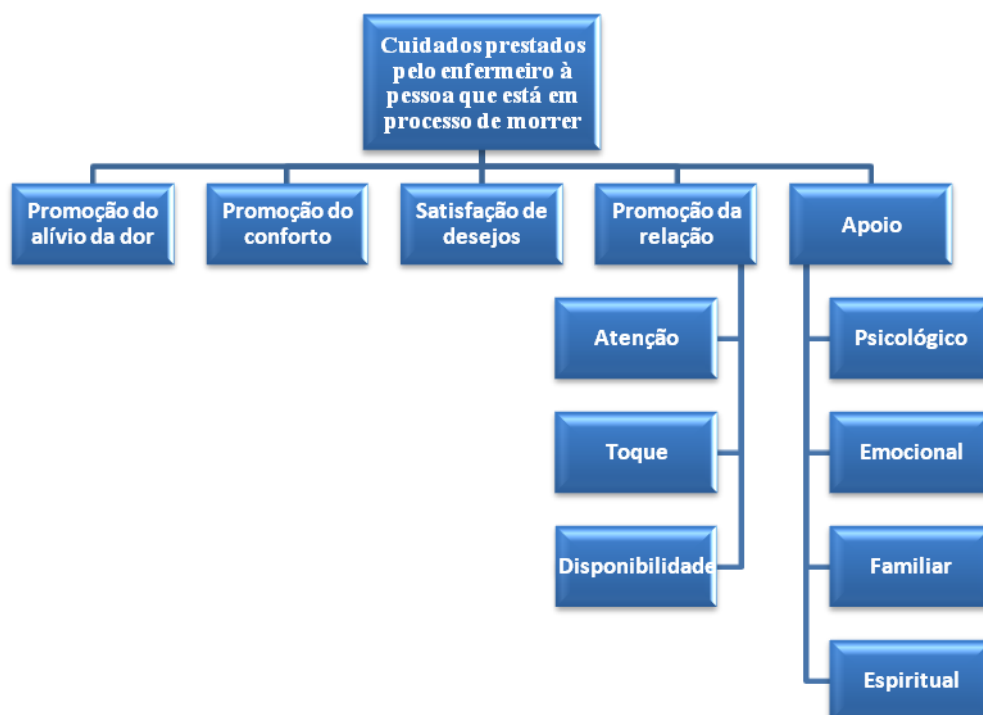 Cuidados prestados
pelo enfermeiro à
pessoa que está em
processo de morrer
Promoção do
alívio da dor
Promoção do
conforto
Satisfação de
desejos
Promoção da
relação
Apoio
Atenção
Toque
Disponibilidade
Psicológico
Emocional
Familiar
Espiritual